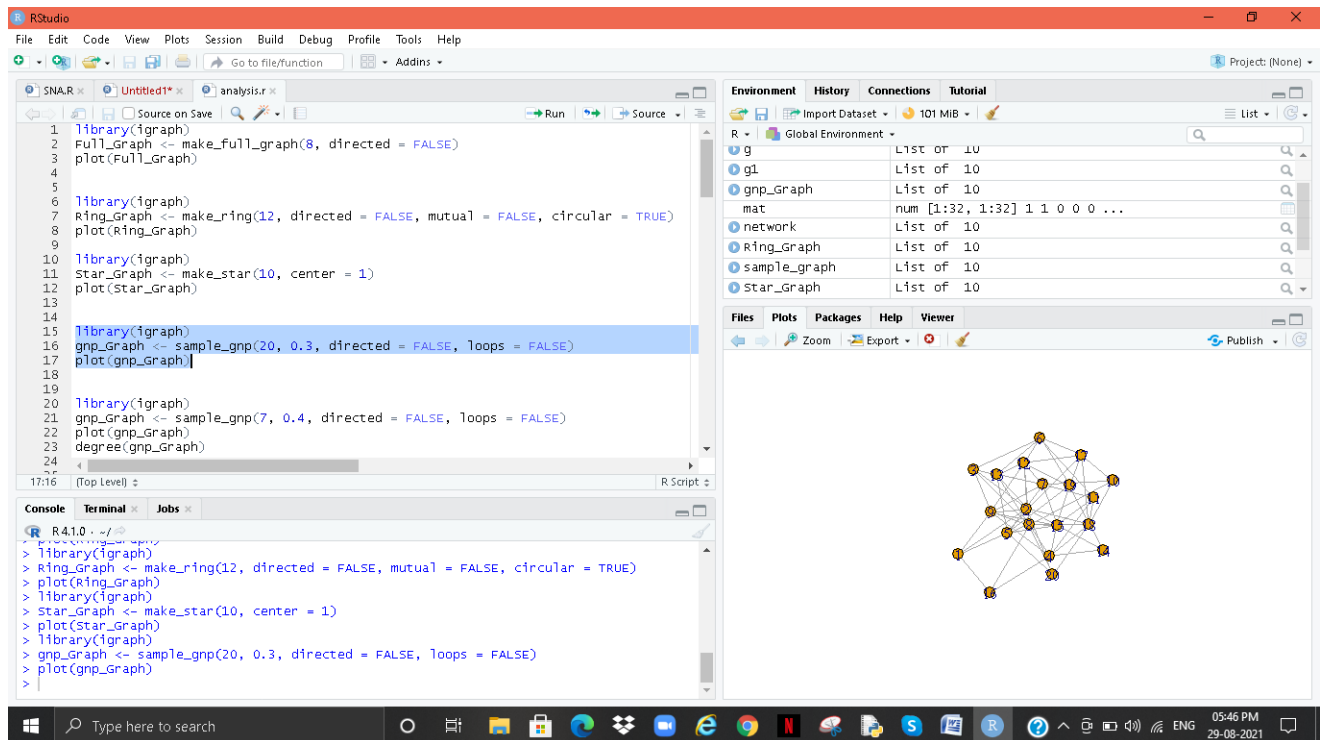 RStudio
File Edit Code View Plots Session Build Debug Profile Tools Help
Go to file/function Addins Project: (None)
SNA.R Untitled1* analysis.r
Source on Save Run Source
1 library(igraph)
2 Full_Graph <- make_full_graph(8, directed = FALSE)
3 plot(Full_Graph)
4
5
6 library(igraph)
7 Ring_Graph <- make_ring(12, directed = FALSE, mutual = FALSE, circular = TRUE)
8 plot(Ring_Graph)
9
10 library(igraph)
11 Star_Graph <- make_star(10, center = 1)
12 plot(Star_Graph)
13
14
15 library(igraph)
16 gnp_Graph <- sample_gnp(20, 0.3, directed = FALSE, loops = FALSE)
17 plot(gnp_Graph)
18
19
20 library(igraph)
21 gnp_Graph <- sample_gnp(7, 0.4, directed = FALSE, loops = FALSE)
22 plot(gnp_Graph)
23 degree(gnp_Graph)
24
17:16 (Top Level) R Script
Console Terminal Jobs
R 4.1.0 · ~/
> plot(Ring_Graph)
> library(igraph)
> Ring_Graph <- make_ring(12, directed = FALSE, mutual = FALSE, circular = TRUE)
> plot(Ring_Graph)
> library(igraph)
> Star_Graph <- make_star(10, center = 1)
> plot(Star_Graph)
> library(igraph)
> gnp_Graph <- sample_gnp(20, 0.3, directed = FALSE, loops = FALSE)
> plot(gnp_Graph)
>
Environment History Connections Tutorial
Import Dataset 101 MiB List
R Global Environment
g List of 10
g1 List of 10
gnp_Graph List of 10
mat num [1:32, 1:32] 1 1 0 0 0 ...
network List of 10
Ring_Graph List of 10
sample_graph List of 10
Star_Graph List of 10
Files Plots Packages Help Viewer
Zoom Export Publish
Type here to search
ENG
05:46 PM
29-08-2021